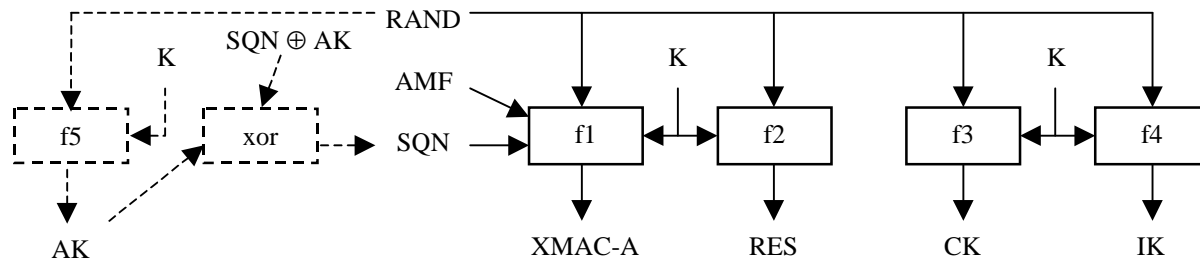 RAND
SQN ⊕ AK
K
K
K
AMF
f5
xor
SQN
f1
f2
f3
f4
AK
XMAC-A
RES
CK
IK